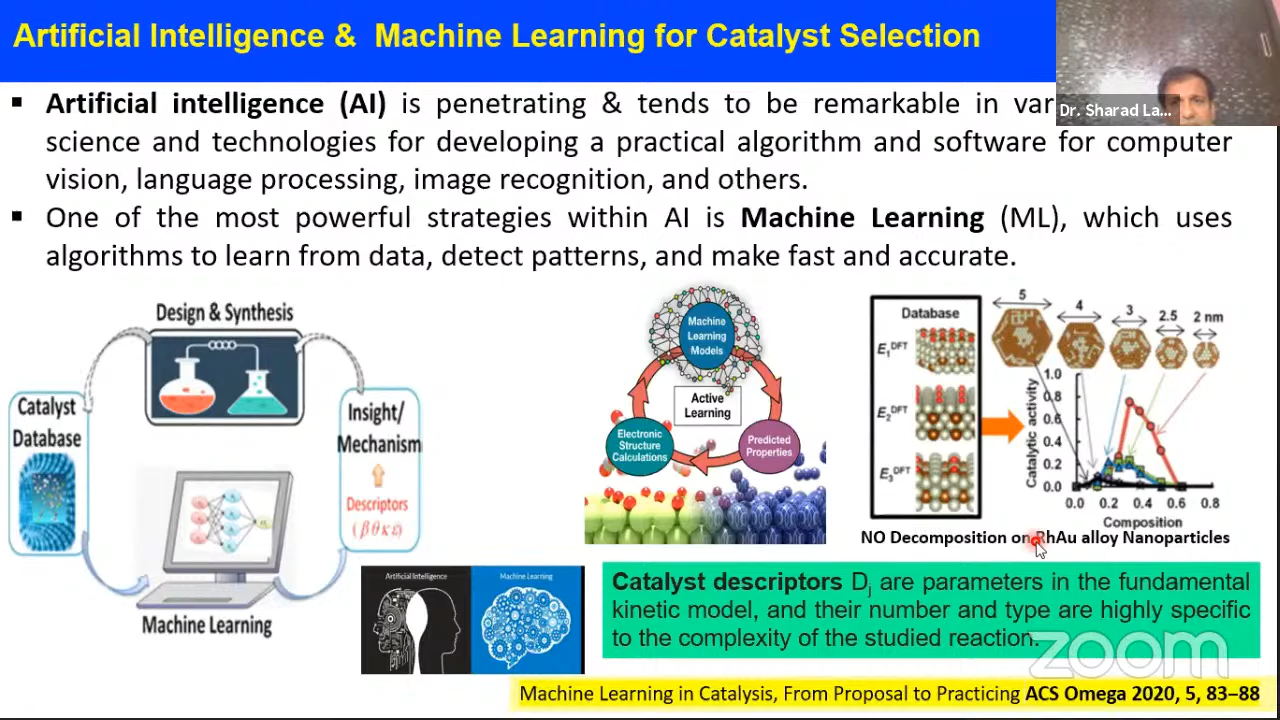 Artificial Intelligence & Machine Learning for Catalyst Selection
Dr. Sharad La...
▪ Artificial intelligence (AI) is penetrating & tends to be remarkable in var
science and technologies for developing a practical algorithm and software for computer
vision, language processing, image recognition, and others.
▪ One of the most powerful strategies within AI is Machine Learning (ML), which uses
algorithms to learn from data, detect patterns, and make fast and accurate.
Design & Synthesis
Catalyst
Database
Insight/
Mechanism
Descriptors
(βθκε)
Machine Learning
Machine
Learning
Models
Active
Learning
Electronic
Structure
Calculations
Predicted
Properties
Artificial Intelligence
Machine Learning
Database
E1DFT
E2DFT
E3DFT
5 4 3 2.5 2 nm
Catalytic activity
1.0
0.8
0.6
0.4
0.2
0.0
0.0 0.2 0.4 0.6 0.8
Composition
NO Decomposition on RhAu alloy Nanoparticles
Catalyst descriptors Dj are parameters in the fundamental
kinetic model, and their number and type are highly specific
to the complexity of the studied reaction.
zoom
Machine Learning in Catalysis, From Proposal to Practicing ACS Omega 2020, 5, 83−88